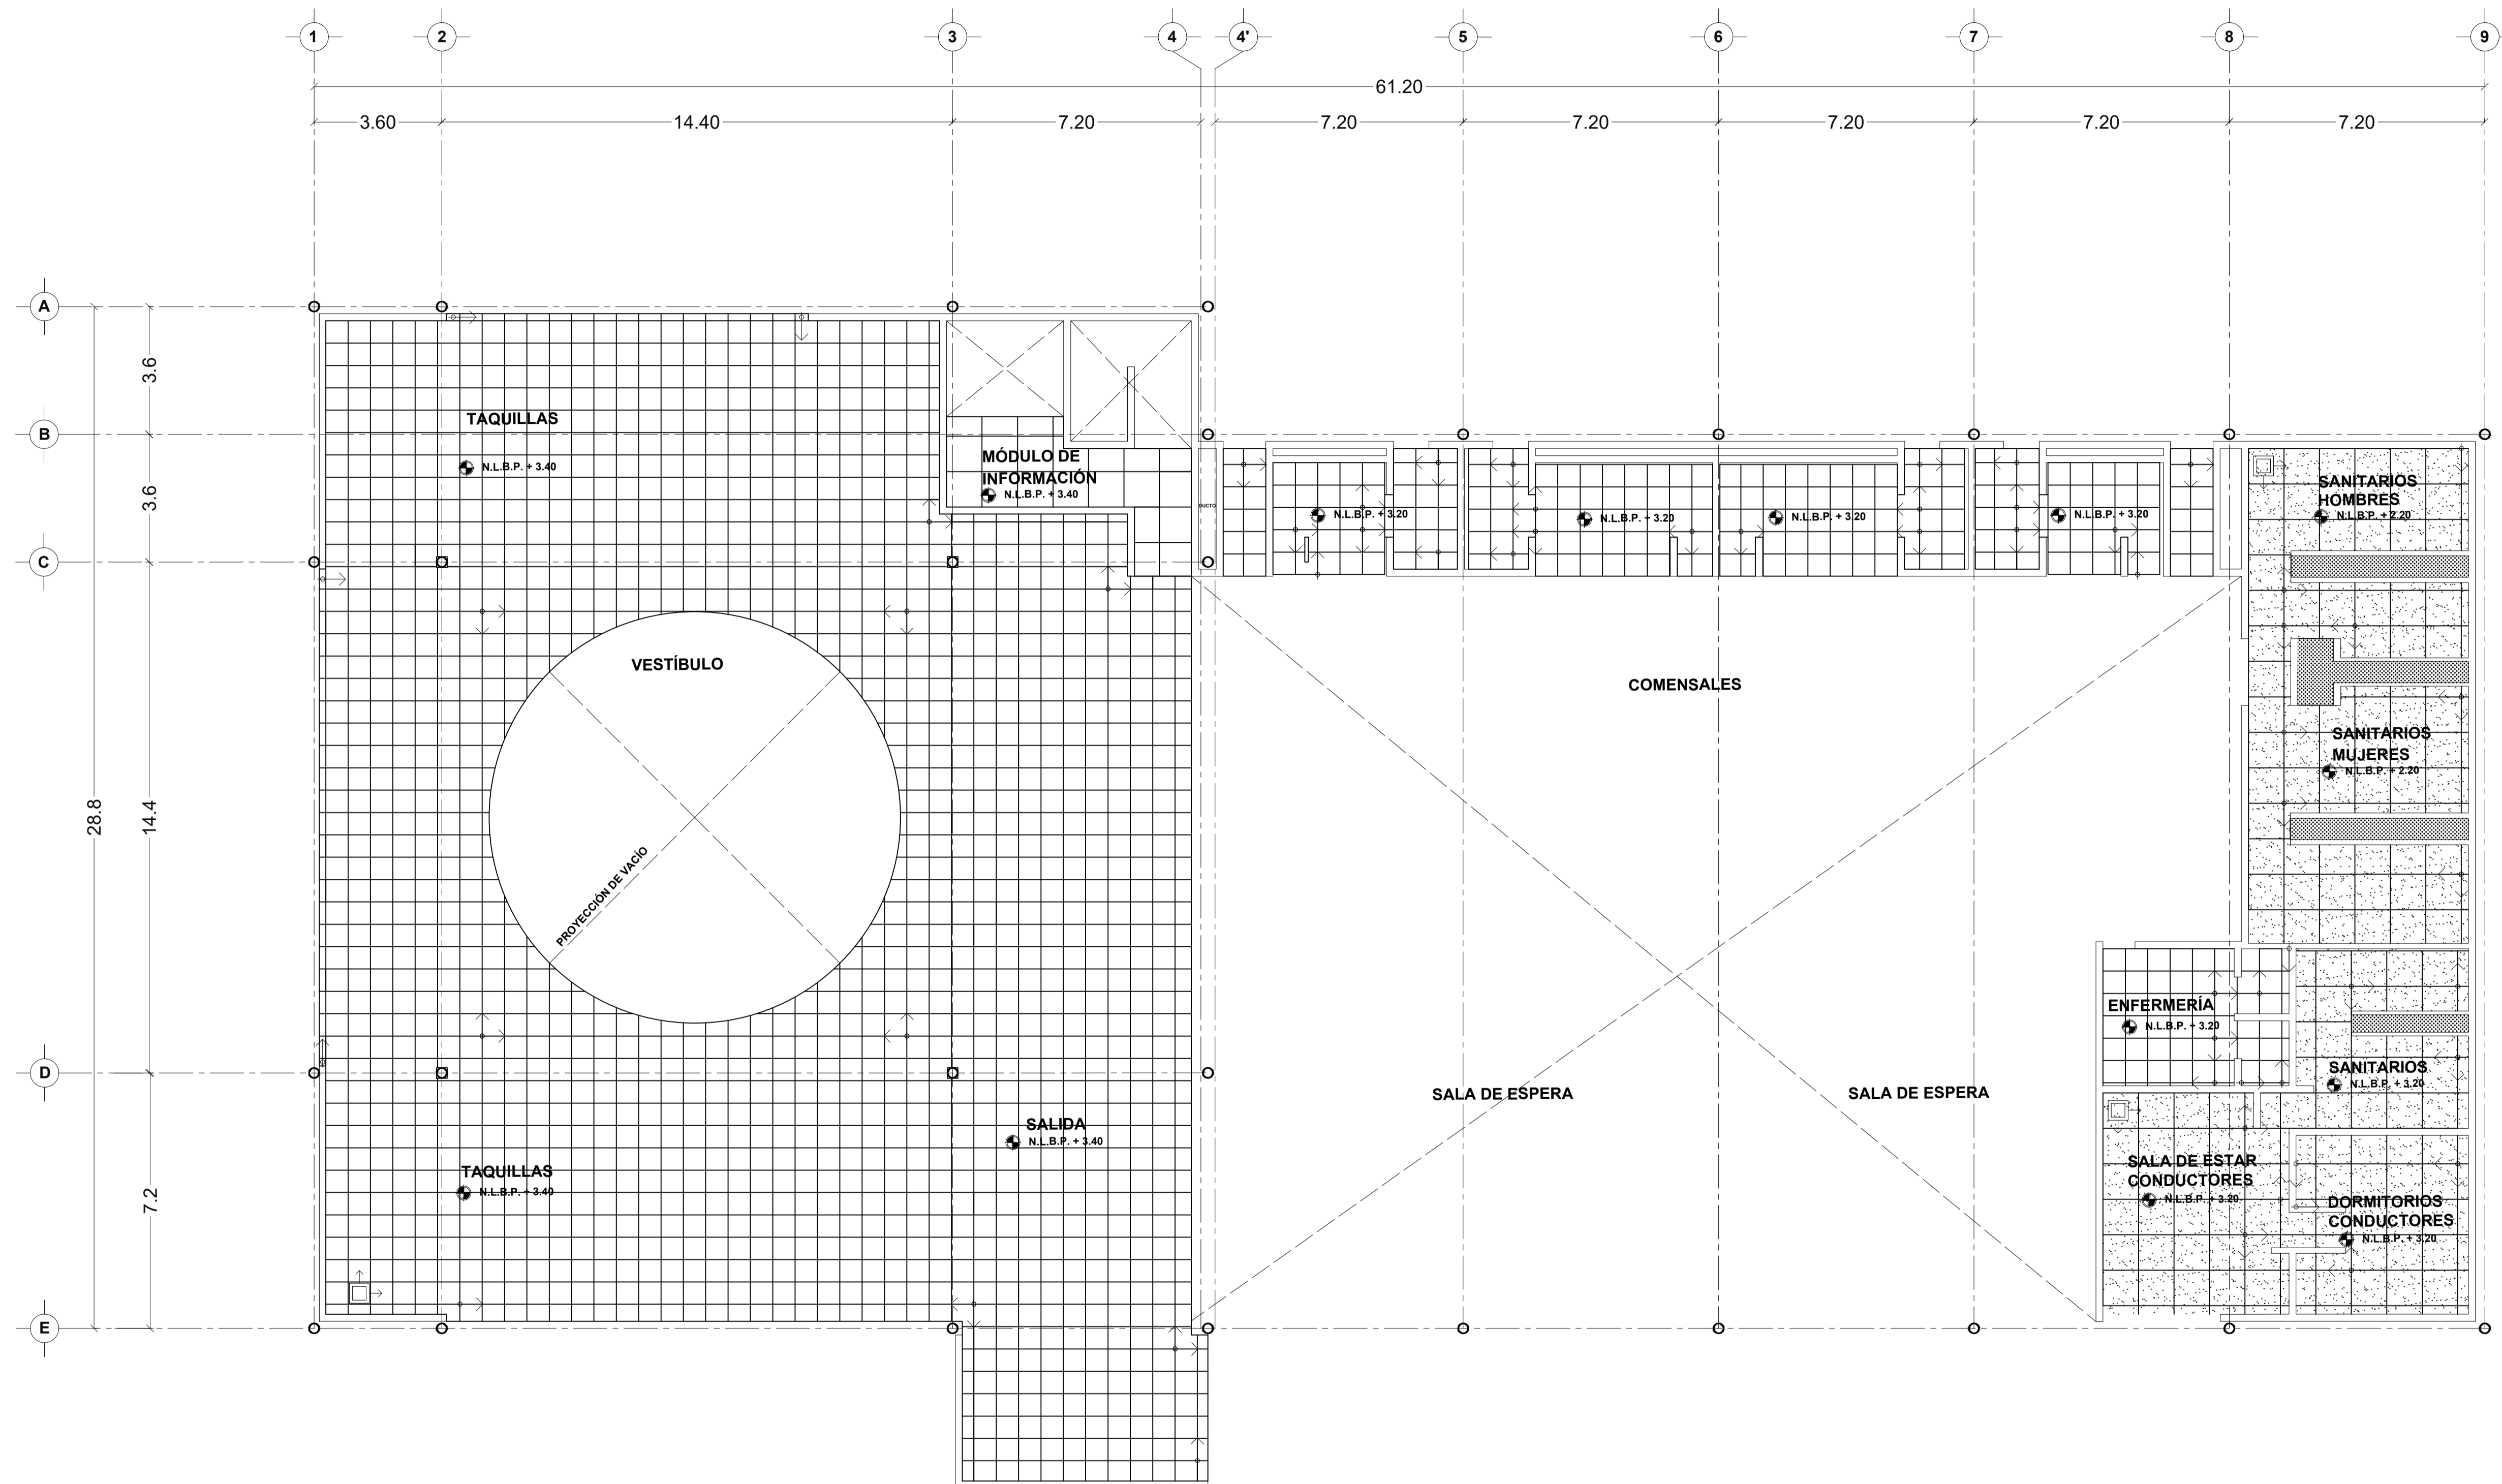 1 2 3 4 4' 5 6 7 8 9
61.20
3.60 14.40 7.20 7.20 7.20 7.20 7.20 7.20
A
3.6
TAQUILLAS
B
MÓDULO DE
INFORMACIÓN
N.L.B.P. + 3.40
N.L.B.P. + 3.40
3.6
DUCTO
N.L.B.P. + 3.20
N.L.B.P. + 3.20
N.L.B.P. + 3.20
N.L.B.P. + 3.20
SANITARIOS
HOMBRES
N.L.B.P. + 2.20
C
VESTÍBULO
COMENSALES
SANITARIOS
MUJERES
N.L.B.P. + 2.20
28.8
14.4
PROYECCIÓN DE VACÍO
ENFERMERÍA
N.L.B.P. + 3.20
D
SANITARIOS
N.L.B.P. + 3.20
SALA DE ESPERA
SALA DE ESPERA
SALIDA
N.L.B.P. + 3.40
TAQUILLAS
N.L.B.P. + 3.40
7.2
SALA DE ESTAR
CONDUCTORES
N.L.B.P. + 3.20
DORMITORIOS
CONDUCTORES
N.L.B.P. + 3.20
E